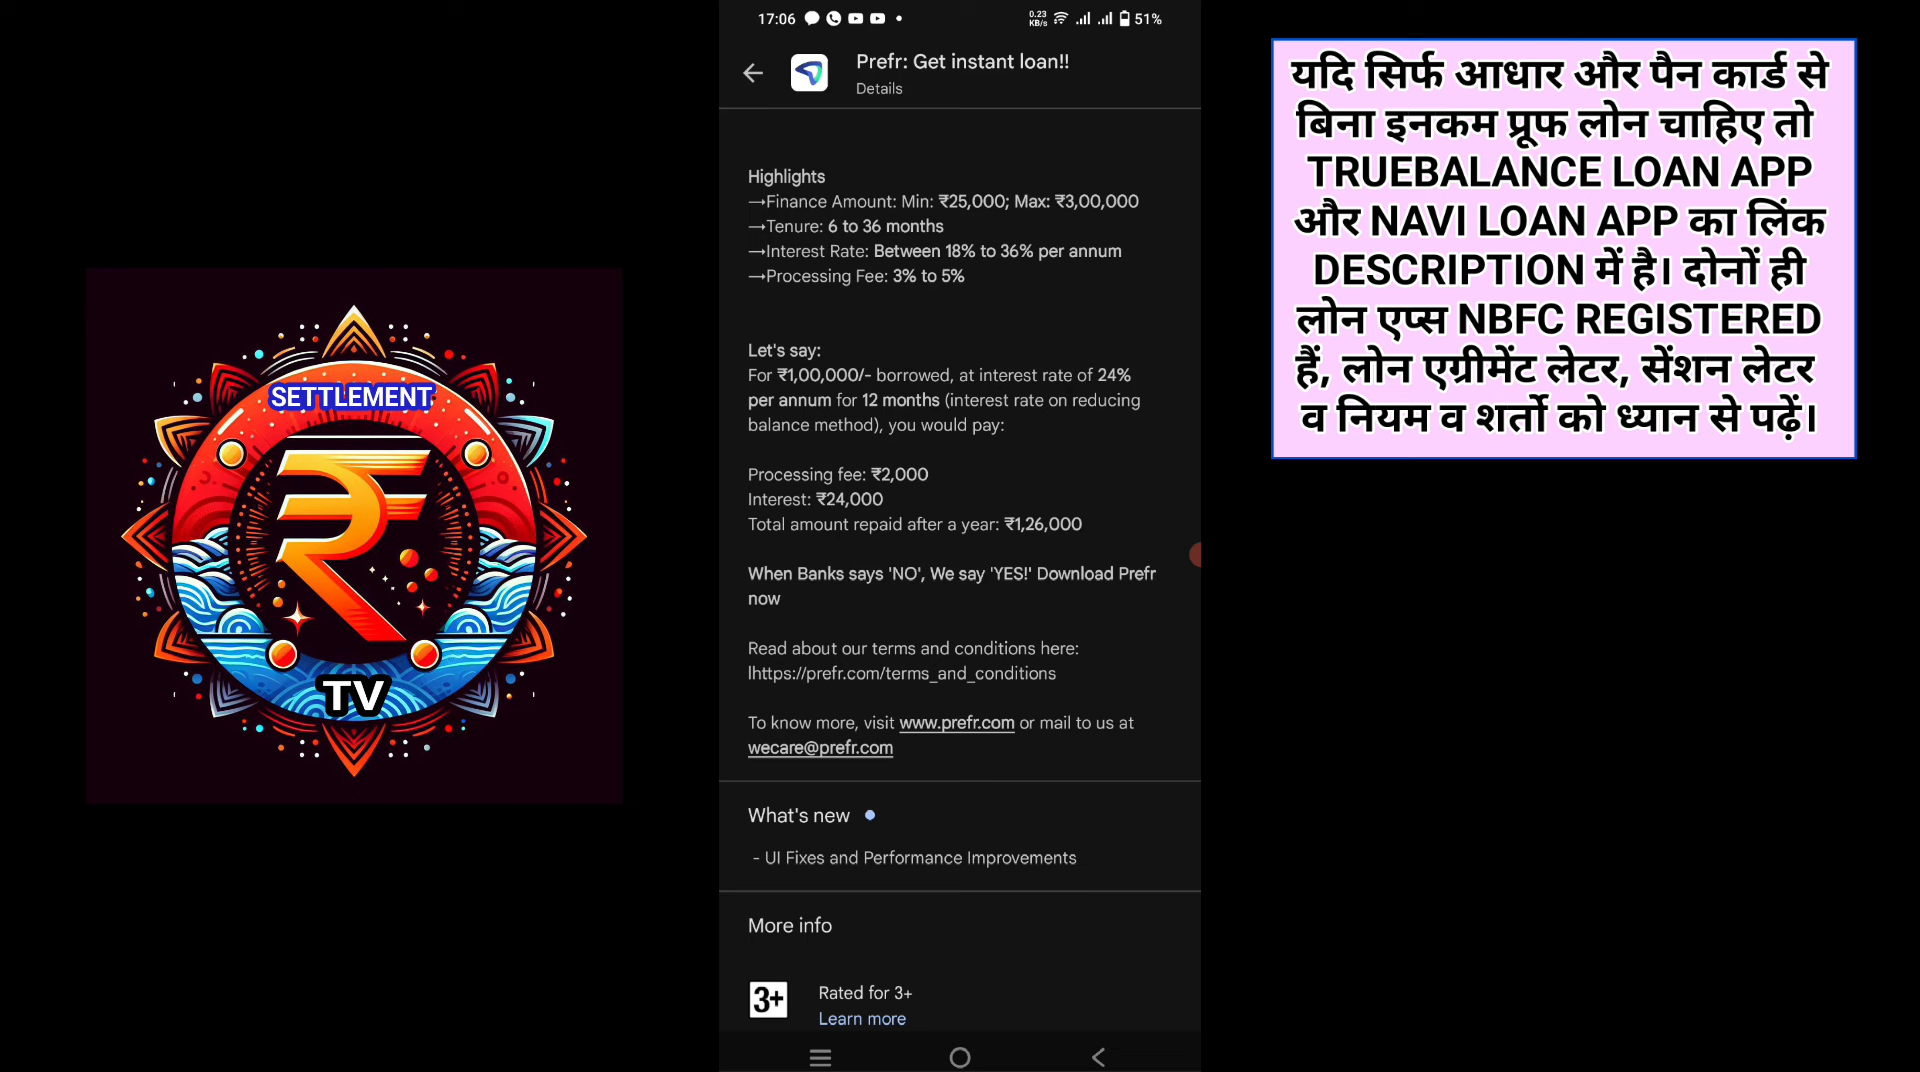 SETTLEMENT
TV
17:06
0.23
KB/s
51%
Prefr: Get instant loan!!
Details
Highlights
→Finance Amount: Min: ₹25,000; Max: ₹3,00,000
→Tenure: 6 to 36 months
→Interest Rate: Between 18% to 36% per annum
→Processing Fee: 3% to 5%
Let's say:
For ₹1,00,000/- borrowed, at interest rate of 24%
per annum for 12 months (interest rate on reducing
balance method), you would pay:
Processing fee: ₹2,000
Interest: ₹24,000
Total amount repaid after a year: ₹1,26,000
When Banks says 'NO', We say 'YES!' Download Prefr
now
Read about our terms and conditions here:
lhttps://prefr.com/terms_and_conditions
To know more, visit www.prefr.com or mail to us at
wecare@prefr.com
What's new
- UI Fixes and Performance Improvements
More info
3+
Rated for 3+
Learn more
यदि सिर्फ आधार और पैन कार्ड से
बिना इनकम प्रूफ लोन चाहिए तो
TRUEBALANCE LOAN APP
और NAVI LOAN APP का लिंक
DESCRIPTION में है। दोनों ही
लोन एप्स NBFC REGISTERED
हैं, लोन एग्रीमेंट लेटर, सेंशन लेटर
व नियम व शर्तो को ध्यान से पढ़ें।